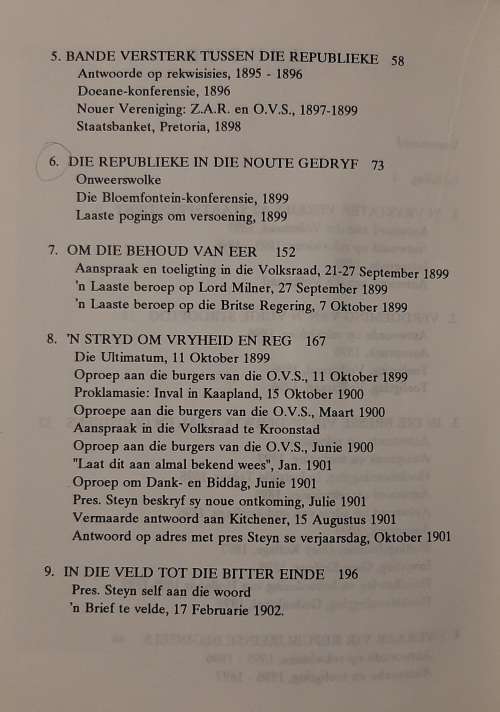 5. BANDE VERSTERK TUSSEN DIE REPUBLIEKE 58
Antwoorde op rekwisisies, 1895 - 1896
Doeane-konferensie, 1896
Nouer Vereniging: Z.A.R. en O.V.S., 1897-1899
Staatsbanket, Pretoria, 1898
6. DIE REPUBLIEKE IN DIE NOUTE GEDRYF 73
Onweerswolke
Die Bloemfontein-konferensie, 1899
Laaste pogings om versoening, 1899
7. OM DIE BEHOUD VAN EER 152
Aanspraak en toeligting in die Volksraad, 21-27 September 1899
'n Laaste beroep op Lord Milner, 27 September 1899
'n Laaste beroep op die Britse Regering, 7 Oktober 1899
8. 'N STRYD OM VRYHEID EN REG 167
Die Ultimatum, 11 Oktober 1899
Oproep aan die burgers van die O.V.S., 11 Oktober 1899
Proklamasie: Inval in Kaapland, 15 Oktober 1900
Oproepe aan die burgers van die O.V.S., Maart 1900
Aanspraak in die Volksraad te Kroonstad
Oproep aan die burgers van die O.V.S., Junie 1900
"Laat dit aan almal bekend wees", Jan. 1901
Oproep om Dank- en Biddag, Junie 1901
Pres. Steyn beskryf sy noue ontkoming, Julie 1901
Vermaarde antwoord aan Kitchener, 15 Augustus 1901
Antwoord op adres met pres Steyn se verjaarsdag, Oktober 1901
9. IN DIE VELD TOT DIE BITTER EINDE 196
Pres. Steyn self aan die woord
'n Brief te velde, 17 Februarie 1902.